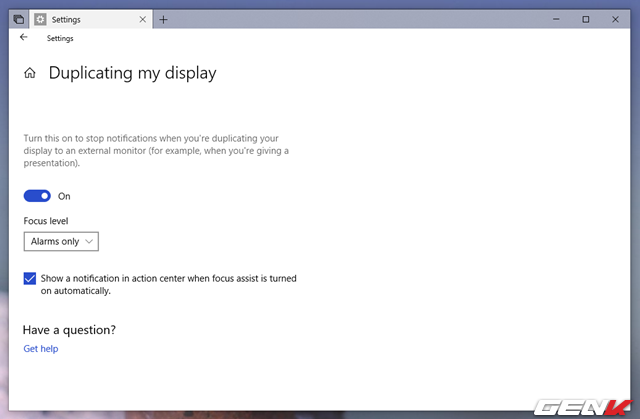 Settings
Settings
Duplicating my display
Turn this on to stop notifications when you're duplicating your
display to an external monitor (for example, when you're giving a
presentation).
On
Focus level
Alarms only
Show a notification in action center when focus assist is turned
on automatically.
Have a question?
Get help
GENK